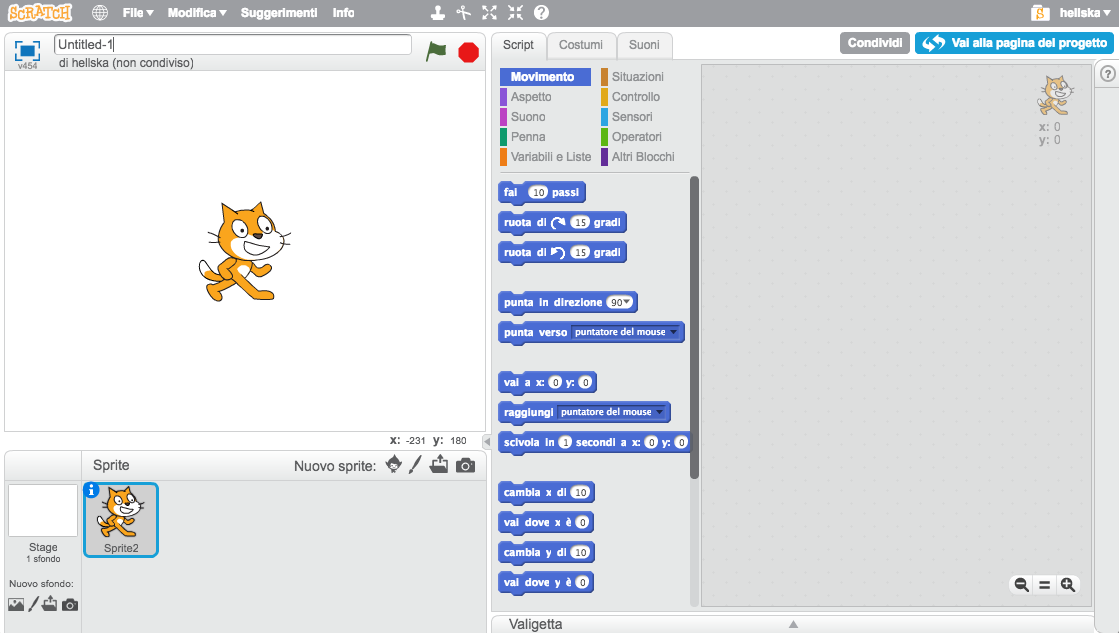 SCRATCH File Modifica Suggerimenti Info hellska
v454
Untitled-1
di hellska (non condiviso)
Script Costumi Suoni
Condividi Vai alla pagina del progetto
Movimento Situazioni
Aspetto Controllo
Suono Sensori
Penna Operatori
Variabili e Liste Altri Blocchi
x: 0
y: 0
fai 10 passi
ruota di 15 gradi
ruota di 15 gradi
punta in direzione 90
punta verso puntatore del mouse
vai a x: 0 y: 0
raggiungi puntatore del mouse
scivola in 1 secondi a x: 0 y: 0
cambia x di 10
vai dove x è 0
cambia y di 10
vai dove y è 0
x: -231 y: 180
Sprite
Nuovo sprite:
Sprite2
Stage
1 sfondo
Nuovo sfondo:
Valigetta